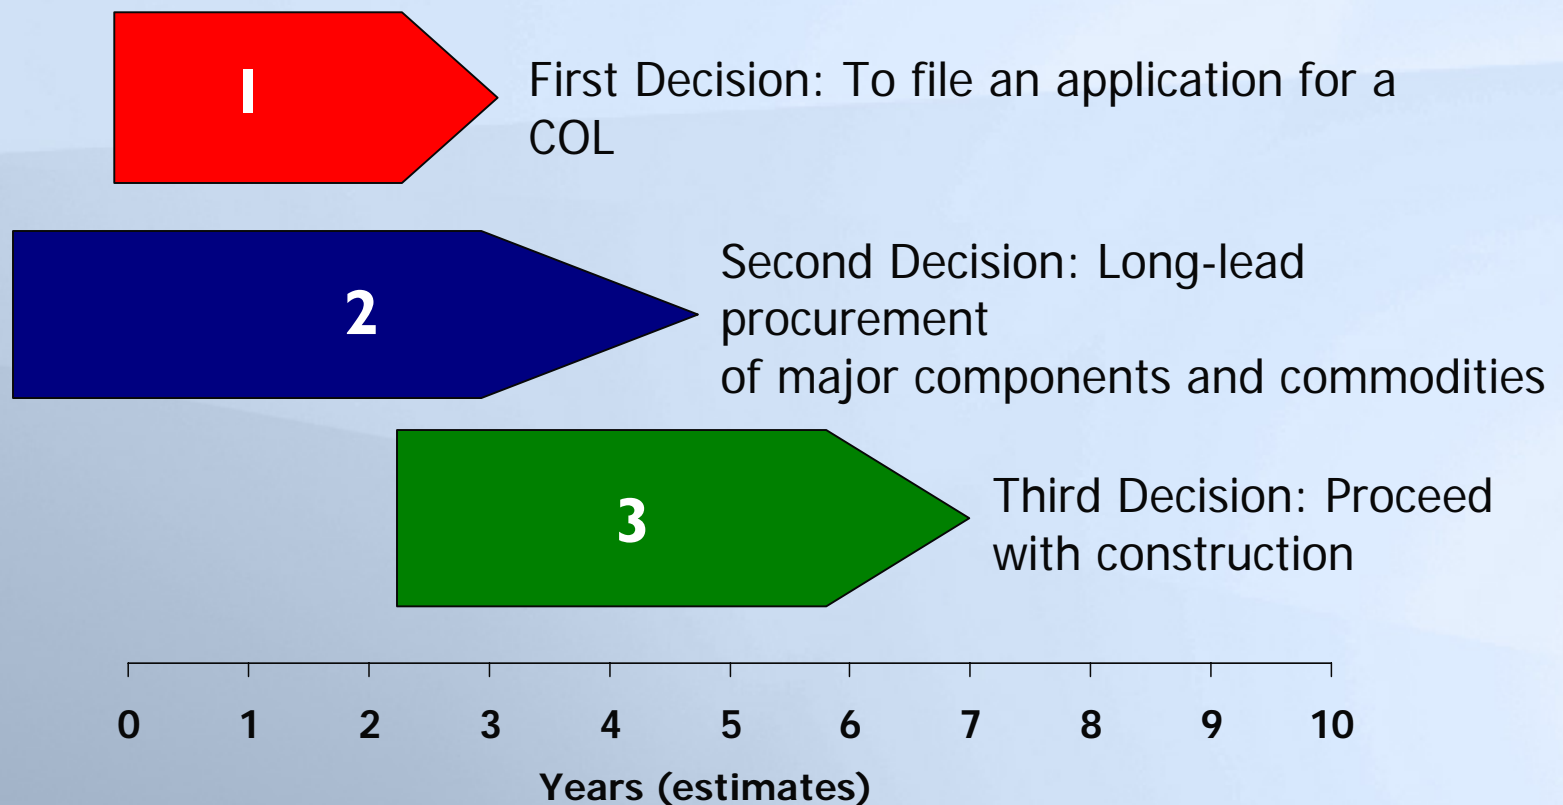 1
First Decision: To file an application for a
COL
2
Second Decision: Long-lead
procurement
of major components and commodities
3
Third Decision: Proceed
with construction
0 1 2 3 4 5 6 7 8 9 10
Years (estimates)